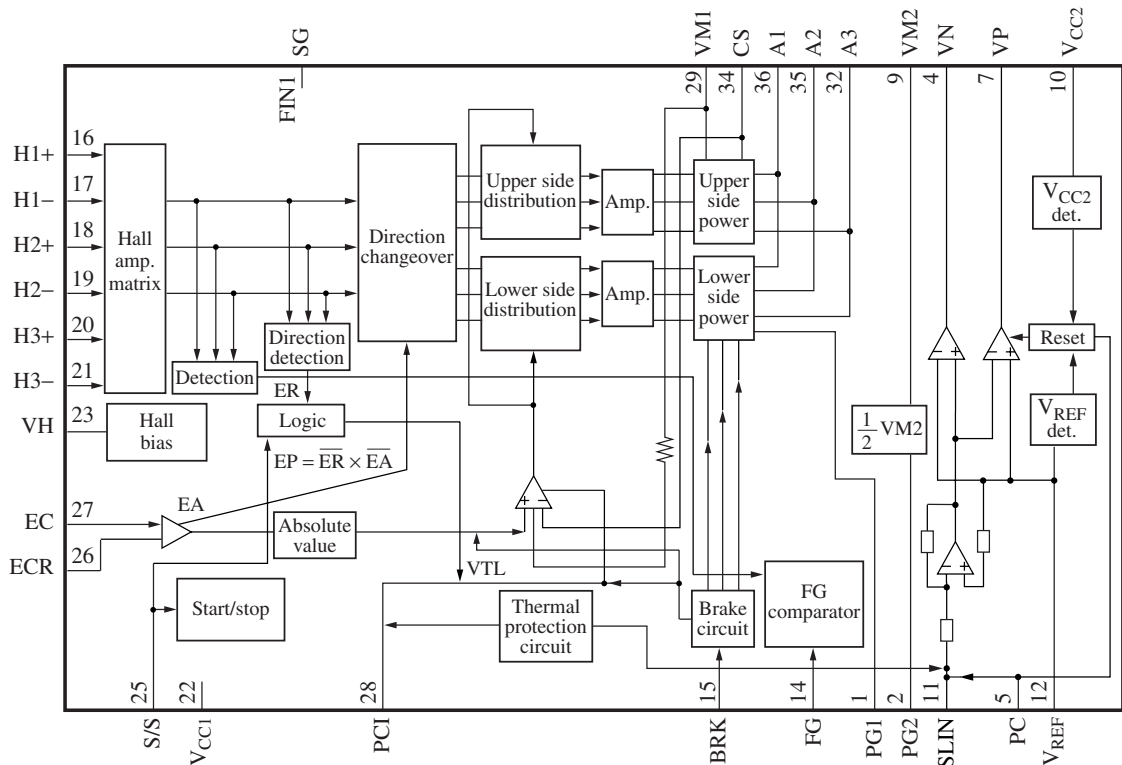 SG
VM1
CS
A1
A2
A3
VM2
VN
VP
VCC2
FIN1
29
34
36
35
32
9
4
7
10
H1+
16
H1−
17
H2+
18
H2−
19
H3+
20
H3−
21
VH
23
EC
27
ECR
26
Hall
amp.
matrix
Direction
changeover
Upper side
distribution
Amp.
Upper
side
power
Lower side
distribution
Amp.
Lower
side
power
VCC2
det.
Reset
VREF
det.
1/2 VM2
Direction
detection
Detection
ER
Logic
Hall
bias
EP = ER × EA
EA
Absolute
value
VTL
+
−
−
−
+
−
+
−
+
Start/stop
Thermal
protection
circuit
Brake
circuit
FG
comparator
25
22
28
15
14
1
2
11
5
12
S/S
VCC1
PCI
BRK
FG
PG1
PG2
SLIN
PC
VREF